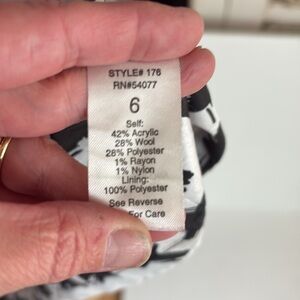 STYLE# 176
RN#54077
6
Self:
42% Acrylic
28% Wool
28% Polyester
1% Rayon
1% Nylon
Lining:
100% Polyester
See Reverse
For Care